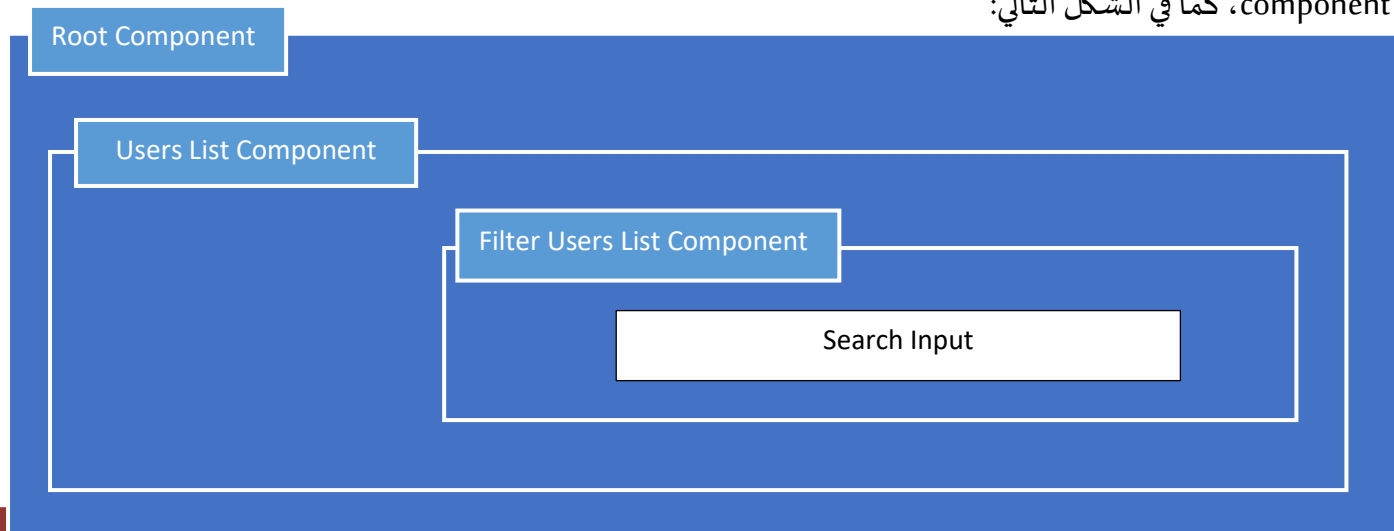 component، كما في الشكل التالي:
Root Component
Users List Component
Filter Users List Component
Search Input